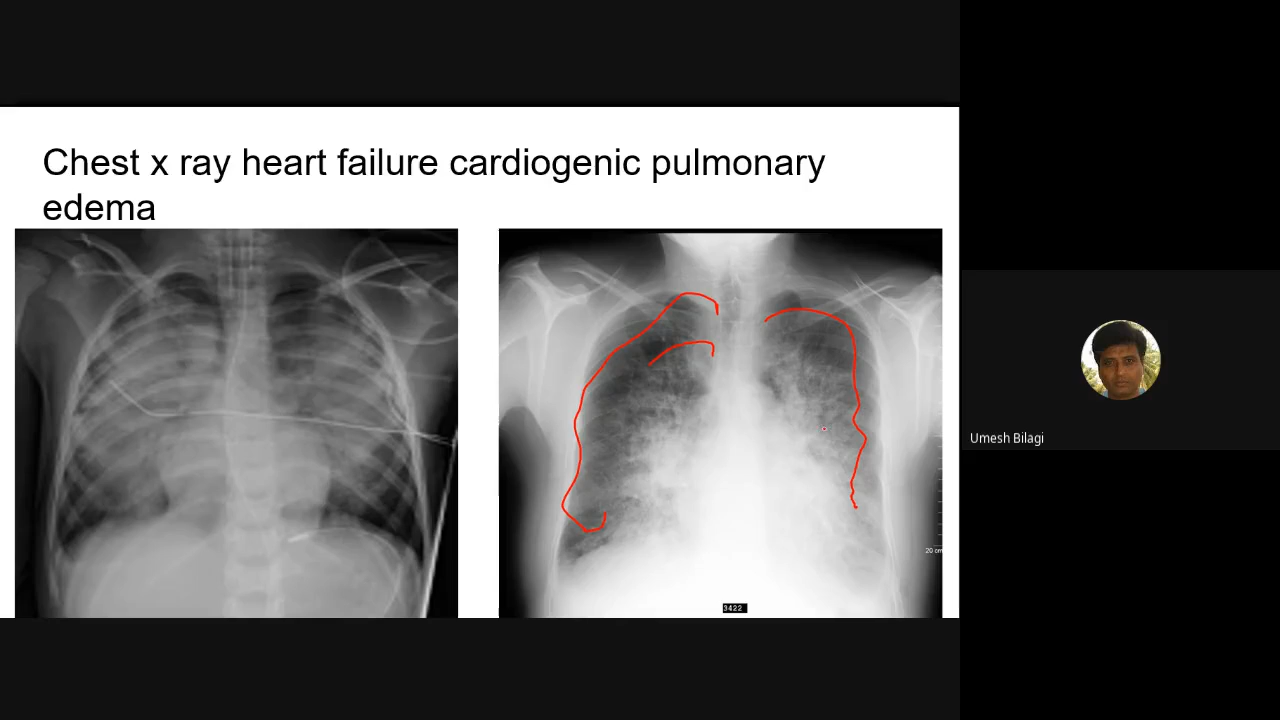 Chest x ray heart failure cardiogenic pulmonary
edema
Umesh Bilagi
20 cm
3422